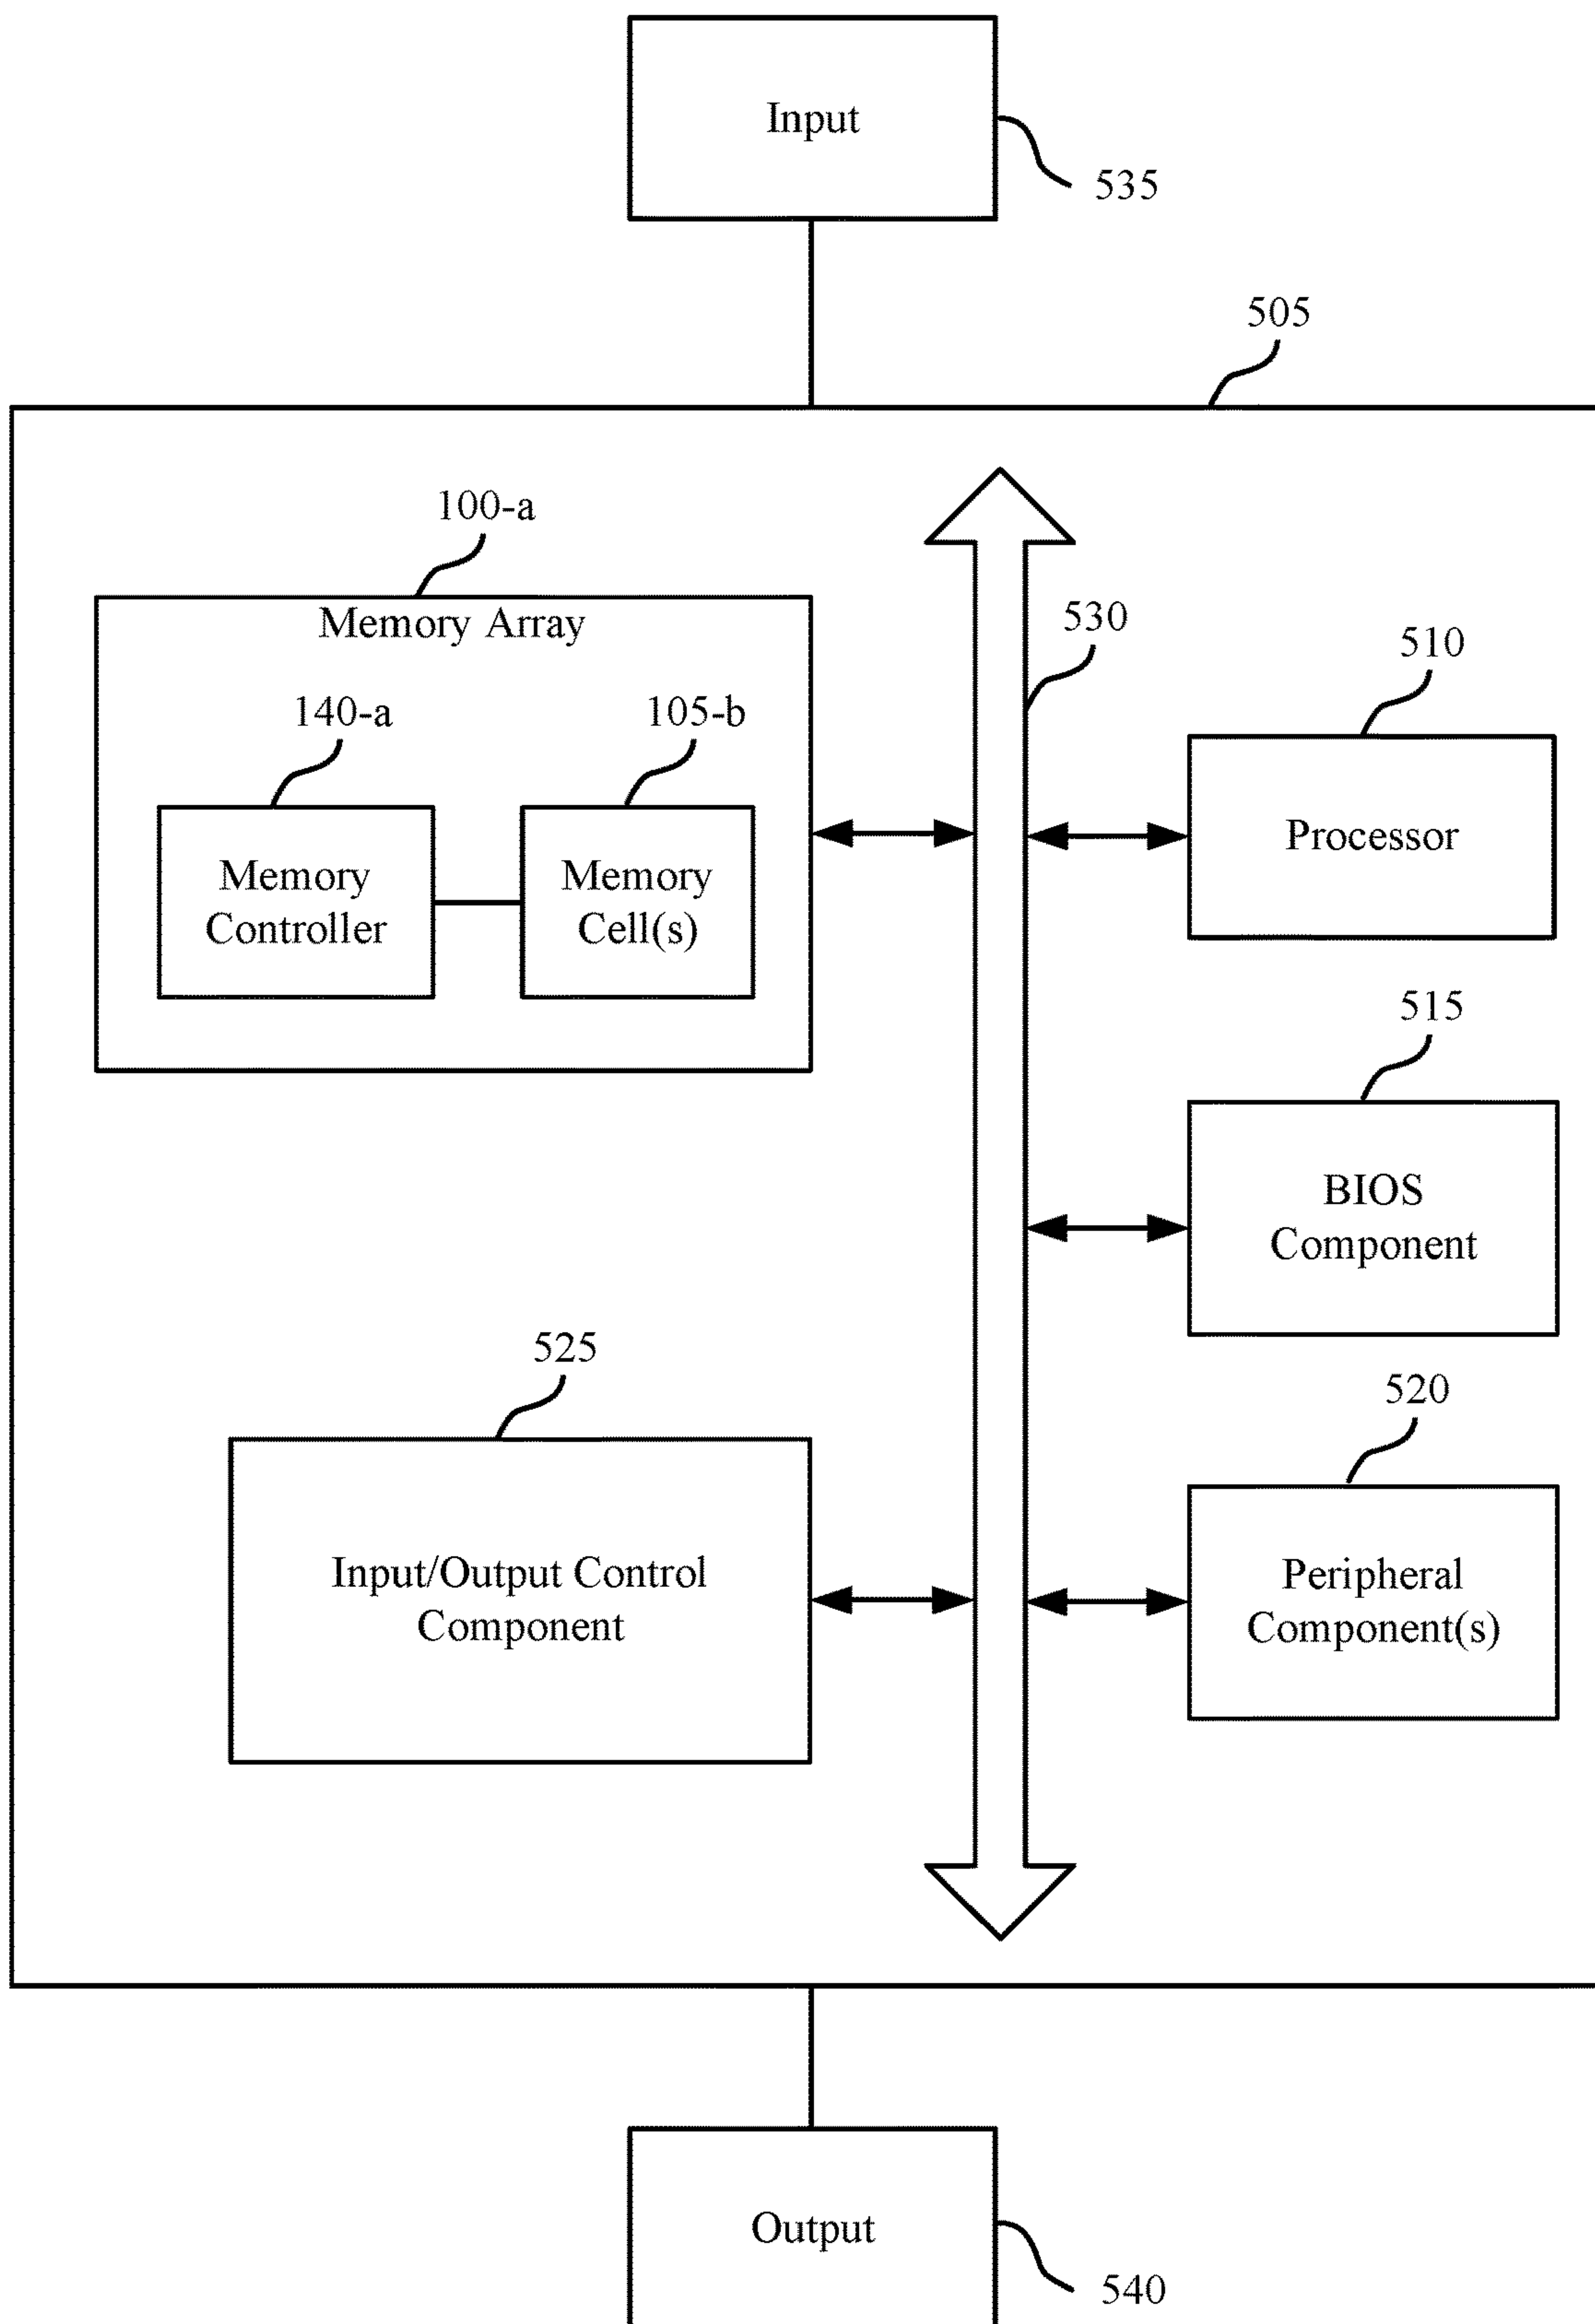 Input
535
505
100-a
Memory Array
530
510
140-a
105-b
Memory
Controller
Memory
Cell(s)
Processor
515
BIOS
Component
525
520
Input/Output Control
Component
Peripheral
Component(s)
Output
540